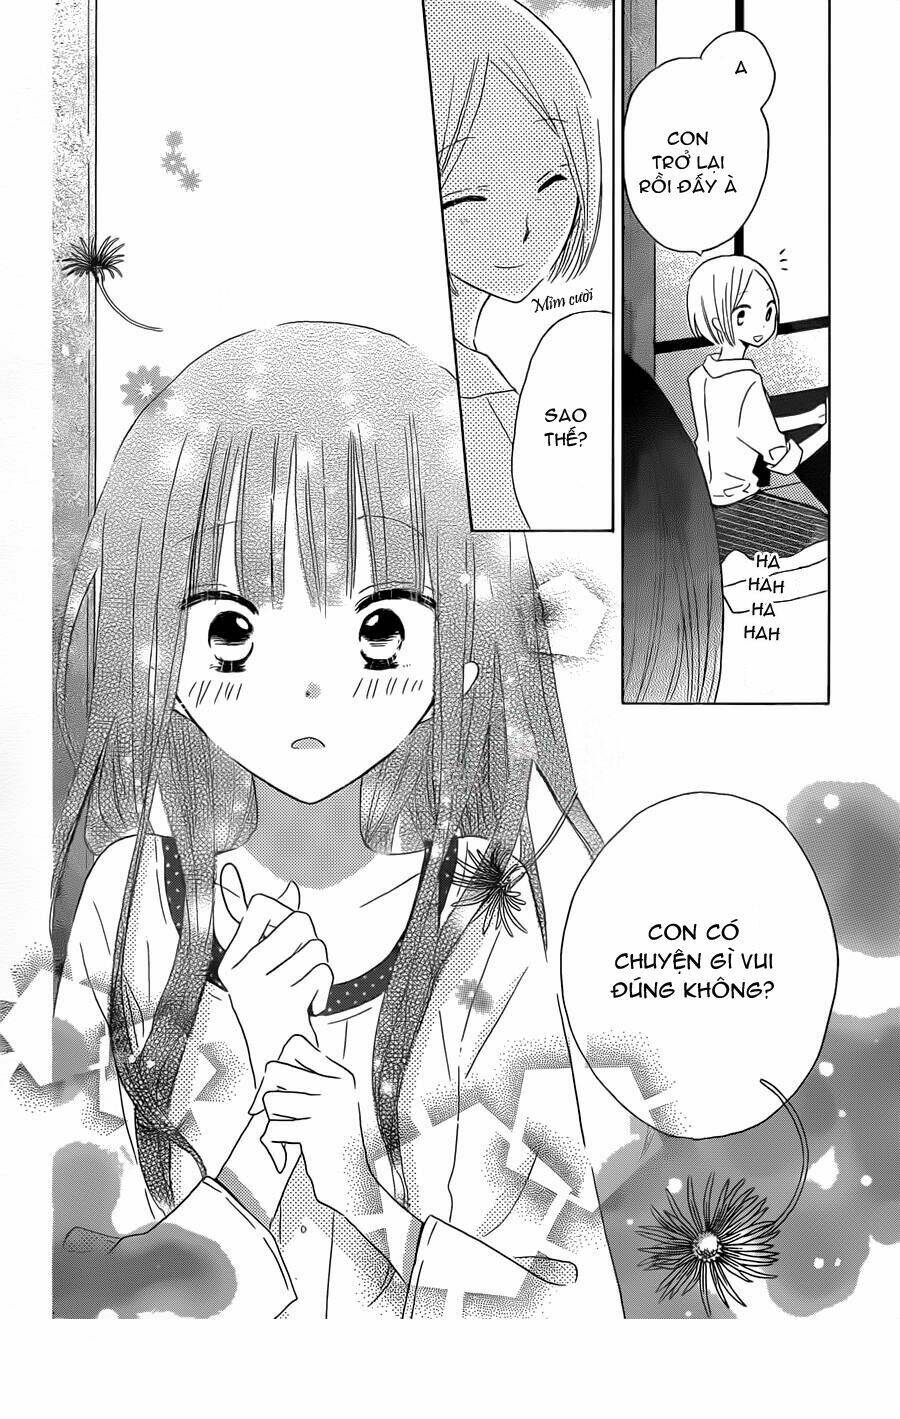 A
CON
TRỞ LẠI
RỒI ĐẤY À
HA
HAH
HA
HAH
Mỉm cười
SAO
THẾ?
CON CÓ
CHUYỆN GÌ VUI
ĐÚNG KHÔNG?